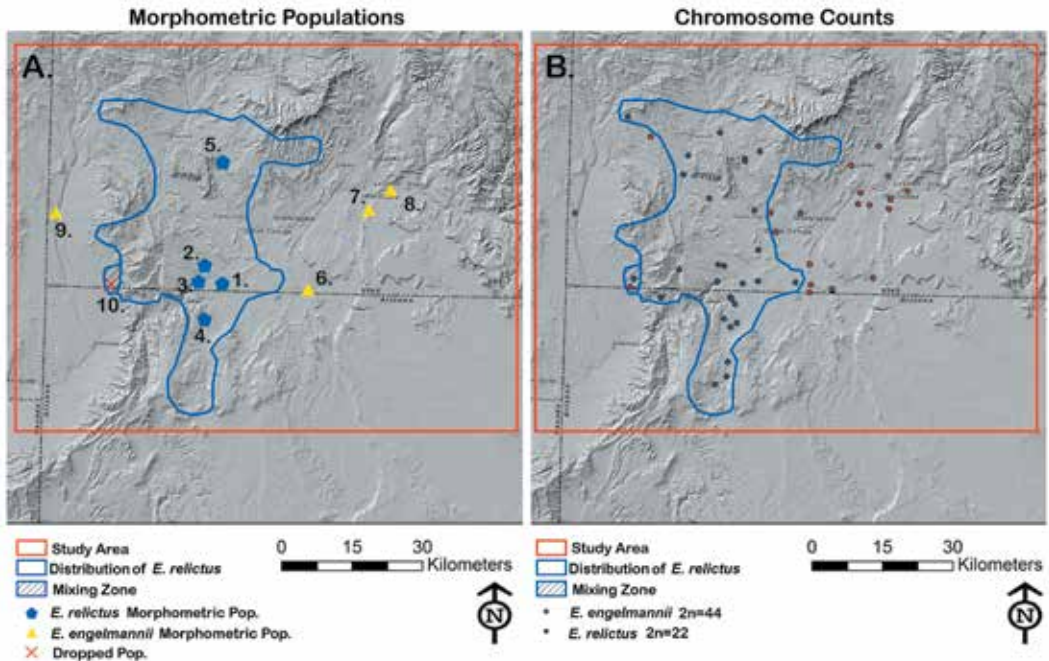 Morphometric Populations
Chromosome Counts
A.
5.
7.
8.
9.
2.
3.
1.
6.
10.
4.
B.
Study Area
Distribution of E. relictus
Mixing Zone
E. relictus Morphometric Pop.
E. engelmannii Morphometric Pop.
Dropped Pop.
0 15 30
Kilometers
N
Study Area
Distribution of E. relictus
Mixing Zone
E. engelmannii 2n=44
E. relictus 2n=22
0 15 30
Kilometers
N